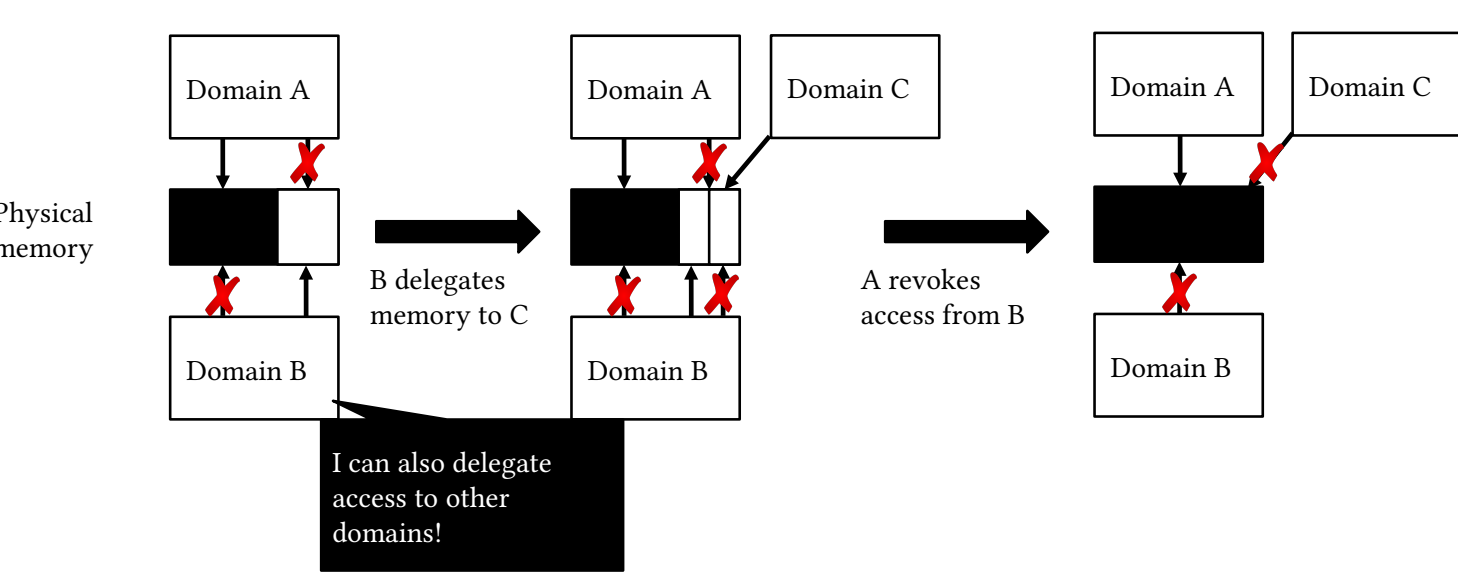 Domain A
Domain A
Domain C
Domain A
Domain C
Physical
memory
B delegates
memory to C
A revokes
access from B
Domain B
Domain B
Domain B
I can also delegate
access to other
domains!